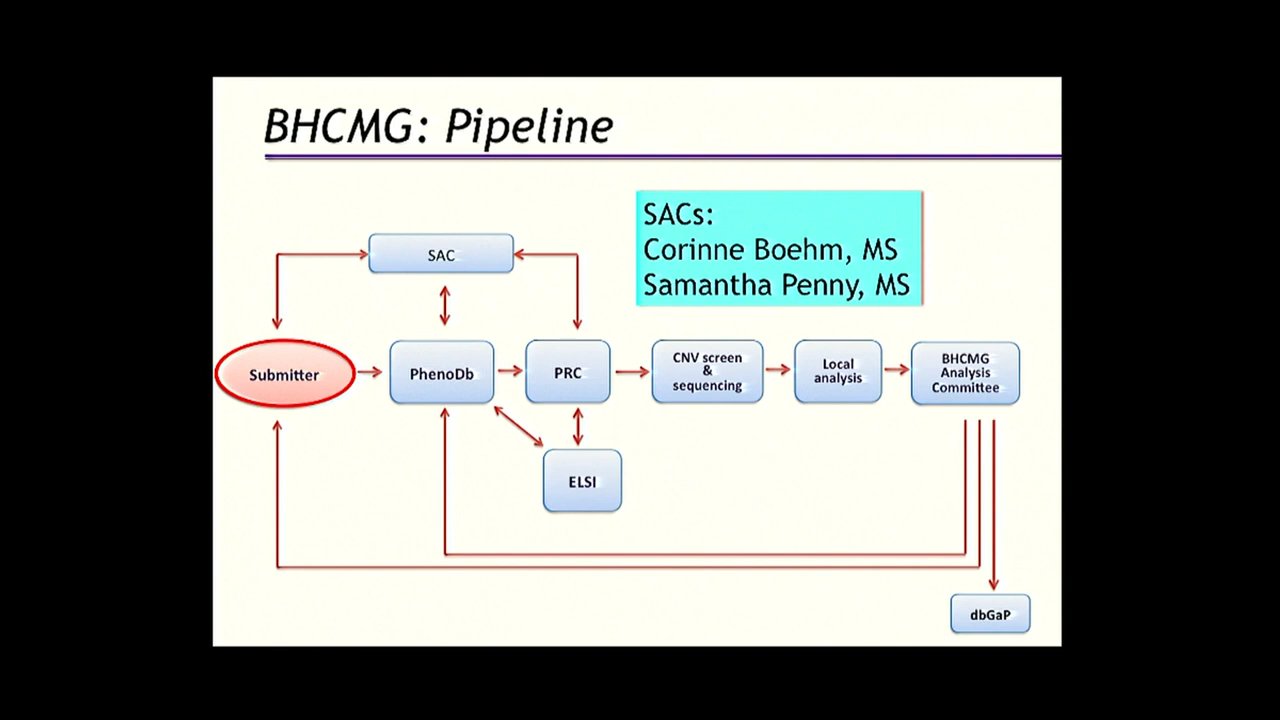 BHCMG: Pipeline
SACs:
Corinne Boehm, MS
Samantha Penny, MS
SAC
Submitter
PhenoDb
PRC
CNV screen
&
sequencing
Local
analysis
BHCMG
Analysis
Committee
ELSI
dbGaP